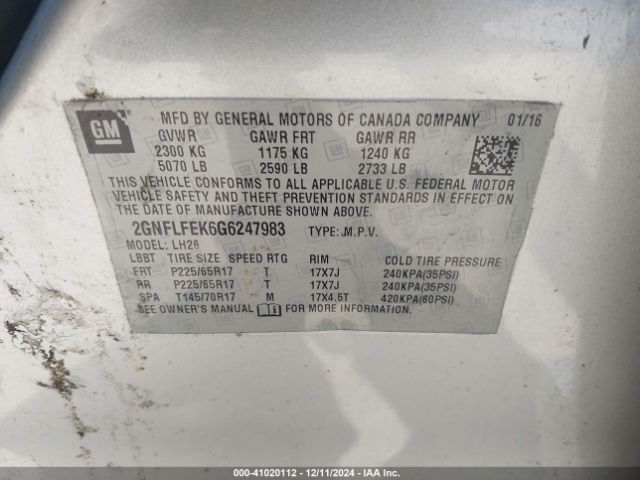 GM
MFD BY GENERAL MOTORS OF CANADA COMPANY 01/16
GVWR GAWR FRT GAWR RR
2300 KG 1175 KG 1240 KG
5070 LB 2590 LB 2733 LB
THIS VEHICLE CONFORMS TO ALL APPLICABLE U.S. FEDERAL MOTOR
VEHICLE SAFETY AND THEFT PREVENTION STANDARDS IN EFFECT ON
THE DATE OF MANUFACTURE SHOWN ABOVE.
2GNFLFEK6G6247983 TYPE: M.P.V.
MODEL: LH26
LBBT TIRE SIZE SPEED RTG RIM COLD TIRE PRESSURE
FRT P225/65R17 T 17X7J 240KPA(35PSI)
RR P225/65R17 T 17X7J 240KPA(35PSI)
SPA T145/70R17 M 17X4.5T 420KPA(60PSI)
SEE OWNER'S MANUAL FOR MORE INFORMATION.
000-41020112 - 12/11/2024 - IAA Inc.